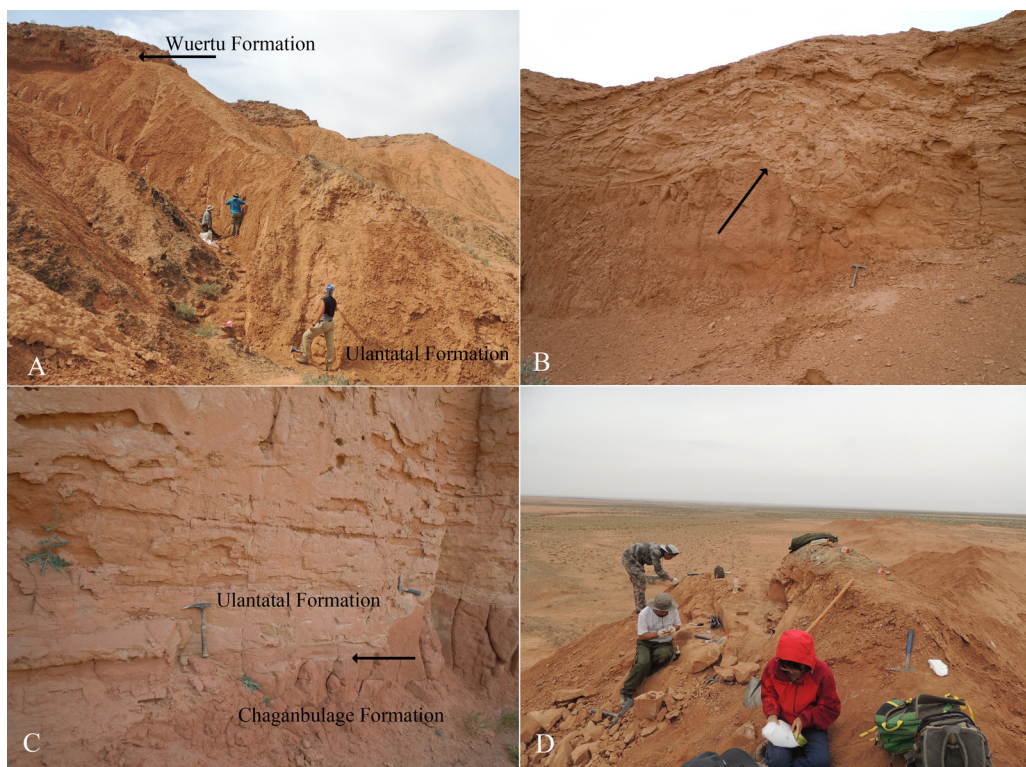 Wuertu Formation
Ulantatal Formation
A
B
Ulantatal Formation
Chaganbulage Formation
C
D